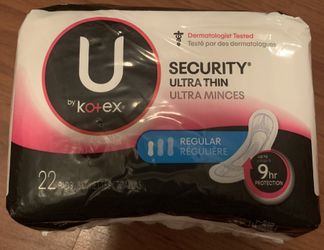 Dermatologist Tested
Testé par des dermatologues
U
by Kotex
SECURITY®
ULTRA THIN
ULTRA MINCES
REGULAR
RÉGULIÈRE
22
9hr
PROTECTION